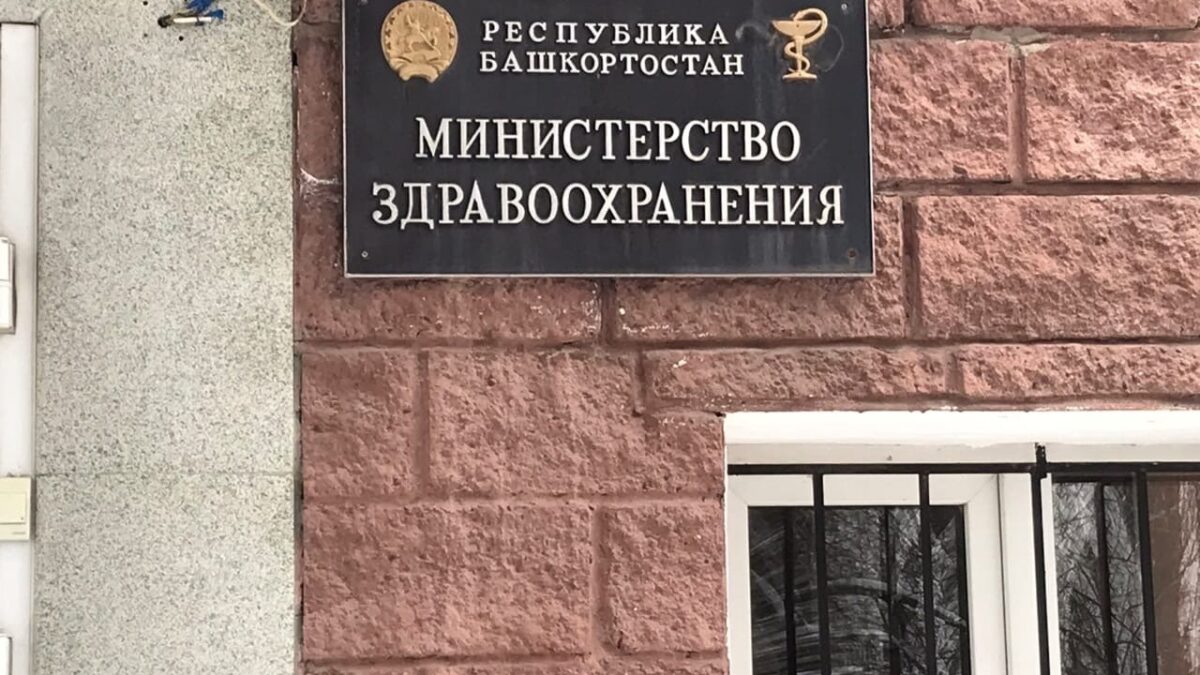 РЕСПУБЛИКА
БАШКОРТОСТАН
МИНИСТЕРСТВО
ЗДРАВООХРАНЕНИЯ